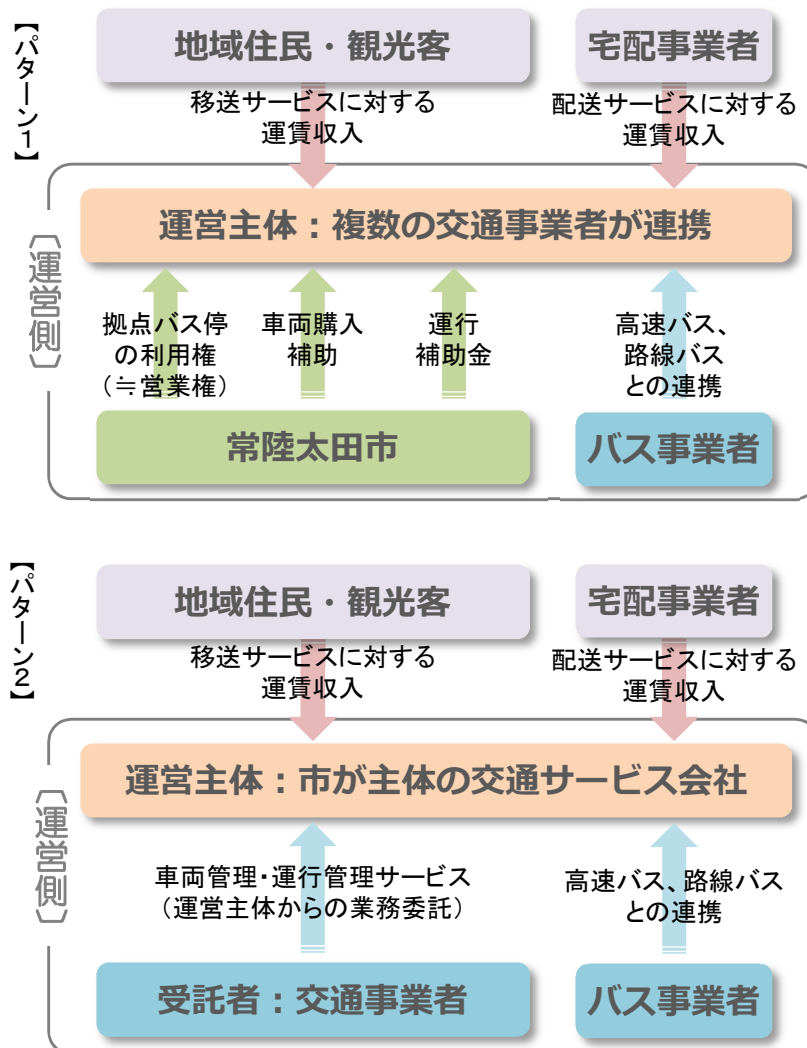 【パターン1】
地域住民・観光客
宅配事業者
移送サービスに対する
運賃収入
配送サービスに対する
運賃収入
〔運営側〕
運営主体：複数の交通事業者が連携
拠点バス停
の利用権
（≒営業権）
車両購入
補助
運行
補助金
高速バス、
路線バス
との連携
常陸太田市
バス事業者
【パターン2】
地域住民・観光客
宅配事業者
移送サービスに対する
運賃収入
配送サービスに対する
運賃収入
〔運営側〕
運営主体：市が主体の交通サービス会社
車両管理・運行管理サービス
（運営主体からの業務委託）
高速バス、路線バス
との連携
受託者：交通事業者
バス事業者